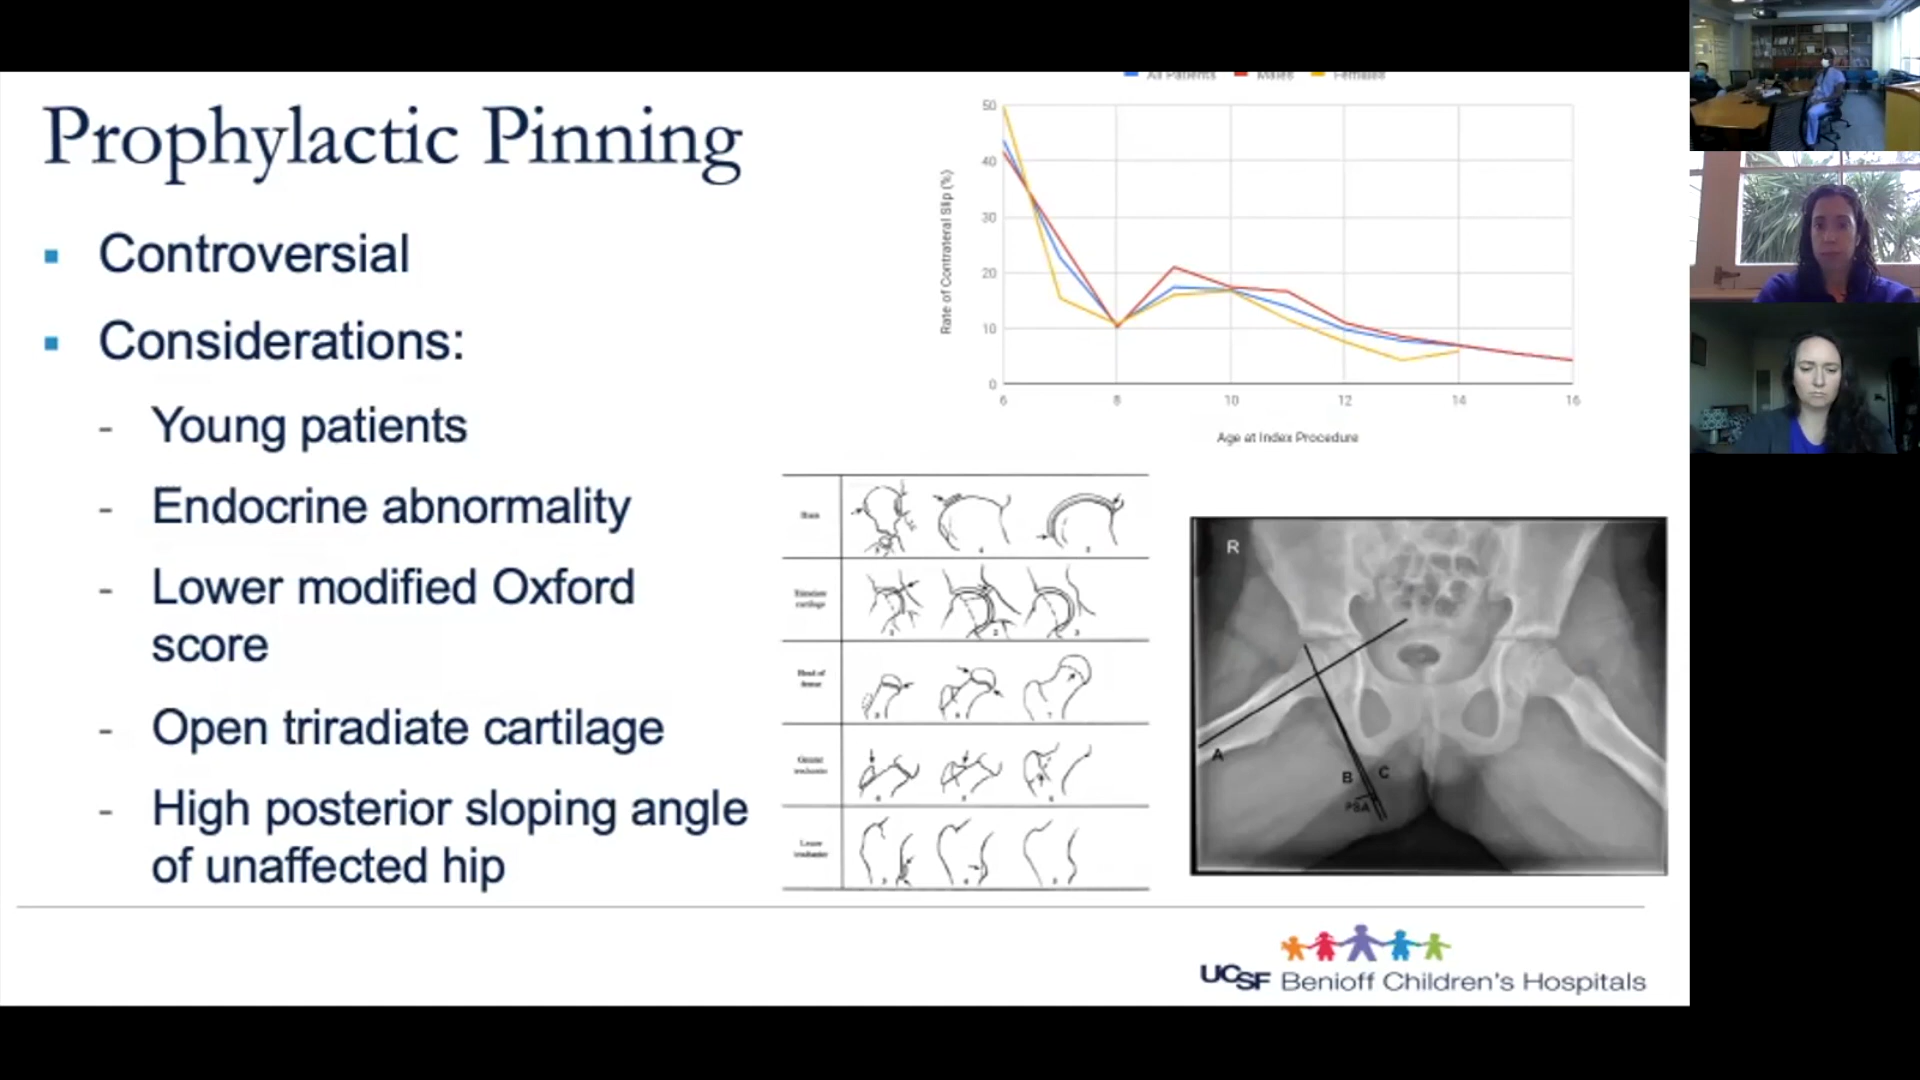 Prophylactic Pinning
Controversial
Considerations:
- Young patients
- Endocrine abnormality
- Lower modified Oxford
score
- Open triradiate cartilage
- High posterior sloping angle
of unaffected hip
All Patients Males Females
Rate of Contralateral Slip (%)
50
40
30
20
10
0
6 8 10 12 14 16
Age at Index Procedure
R
A
B C
PSA
UCSF Benioff Children's Hospitals